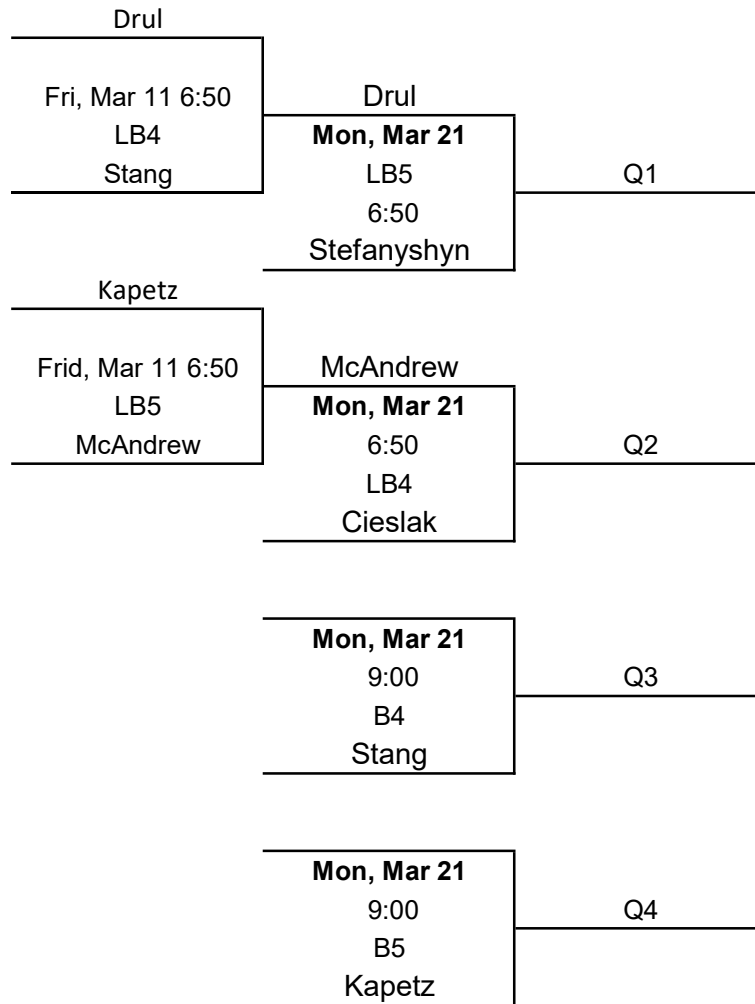 Drul
Fri, Mar 11 6:50
LB4
Stang
Drul
Mon, Mar 21
LB5
6:50
Stefanyshyn
Q1
Kapetz
Frid, Mar 11 6:50
LB5
McAndrew
McAndrew
Mon, Mar 21
6:50
LB4
Cieslak
Q2
Mon, Mar 21
9:00
B4
Stang
Q3
Mon, Mar 21
9:00
B5
Kapetz
Q4